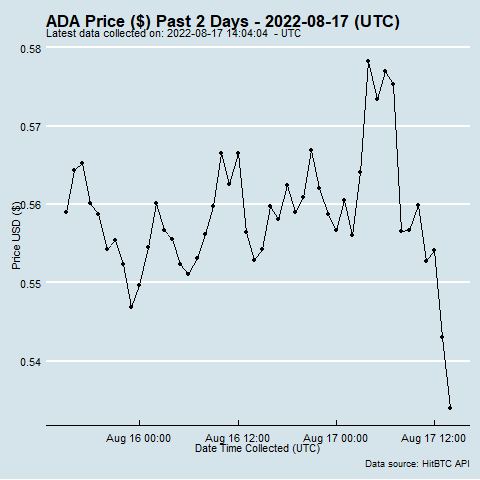 ADA Price ($) Past 2 Days - 2022-08-17 (UTC)
Latest data collected on: 2022-08-17 14:04:04  - UTC
0.58
0.57
0.56
0.55
0.54
Price USD ($)
Aug 16 00:00 Aug 16 12:00 Aug 17 00:00 Aug 17 12:00
Date Time Collected (UTC)
Data source: HitBTC API